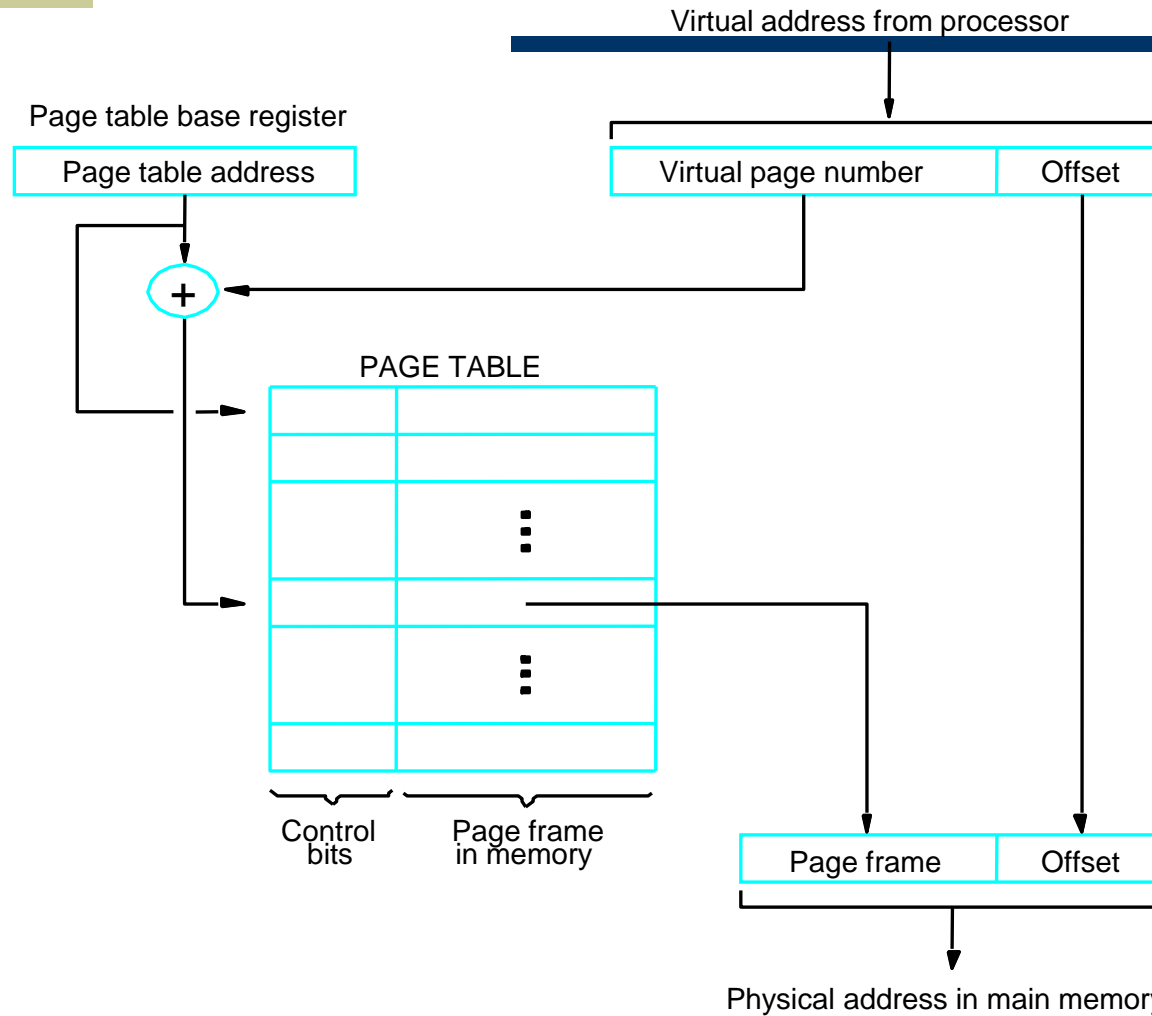 Virtual address from processor
Page table base register
Page table address
Virtual page number
Offset
+
PAGE TABLE
Control
bits
Page frame
in memory
Page frame
Offset
Physical address in main memory